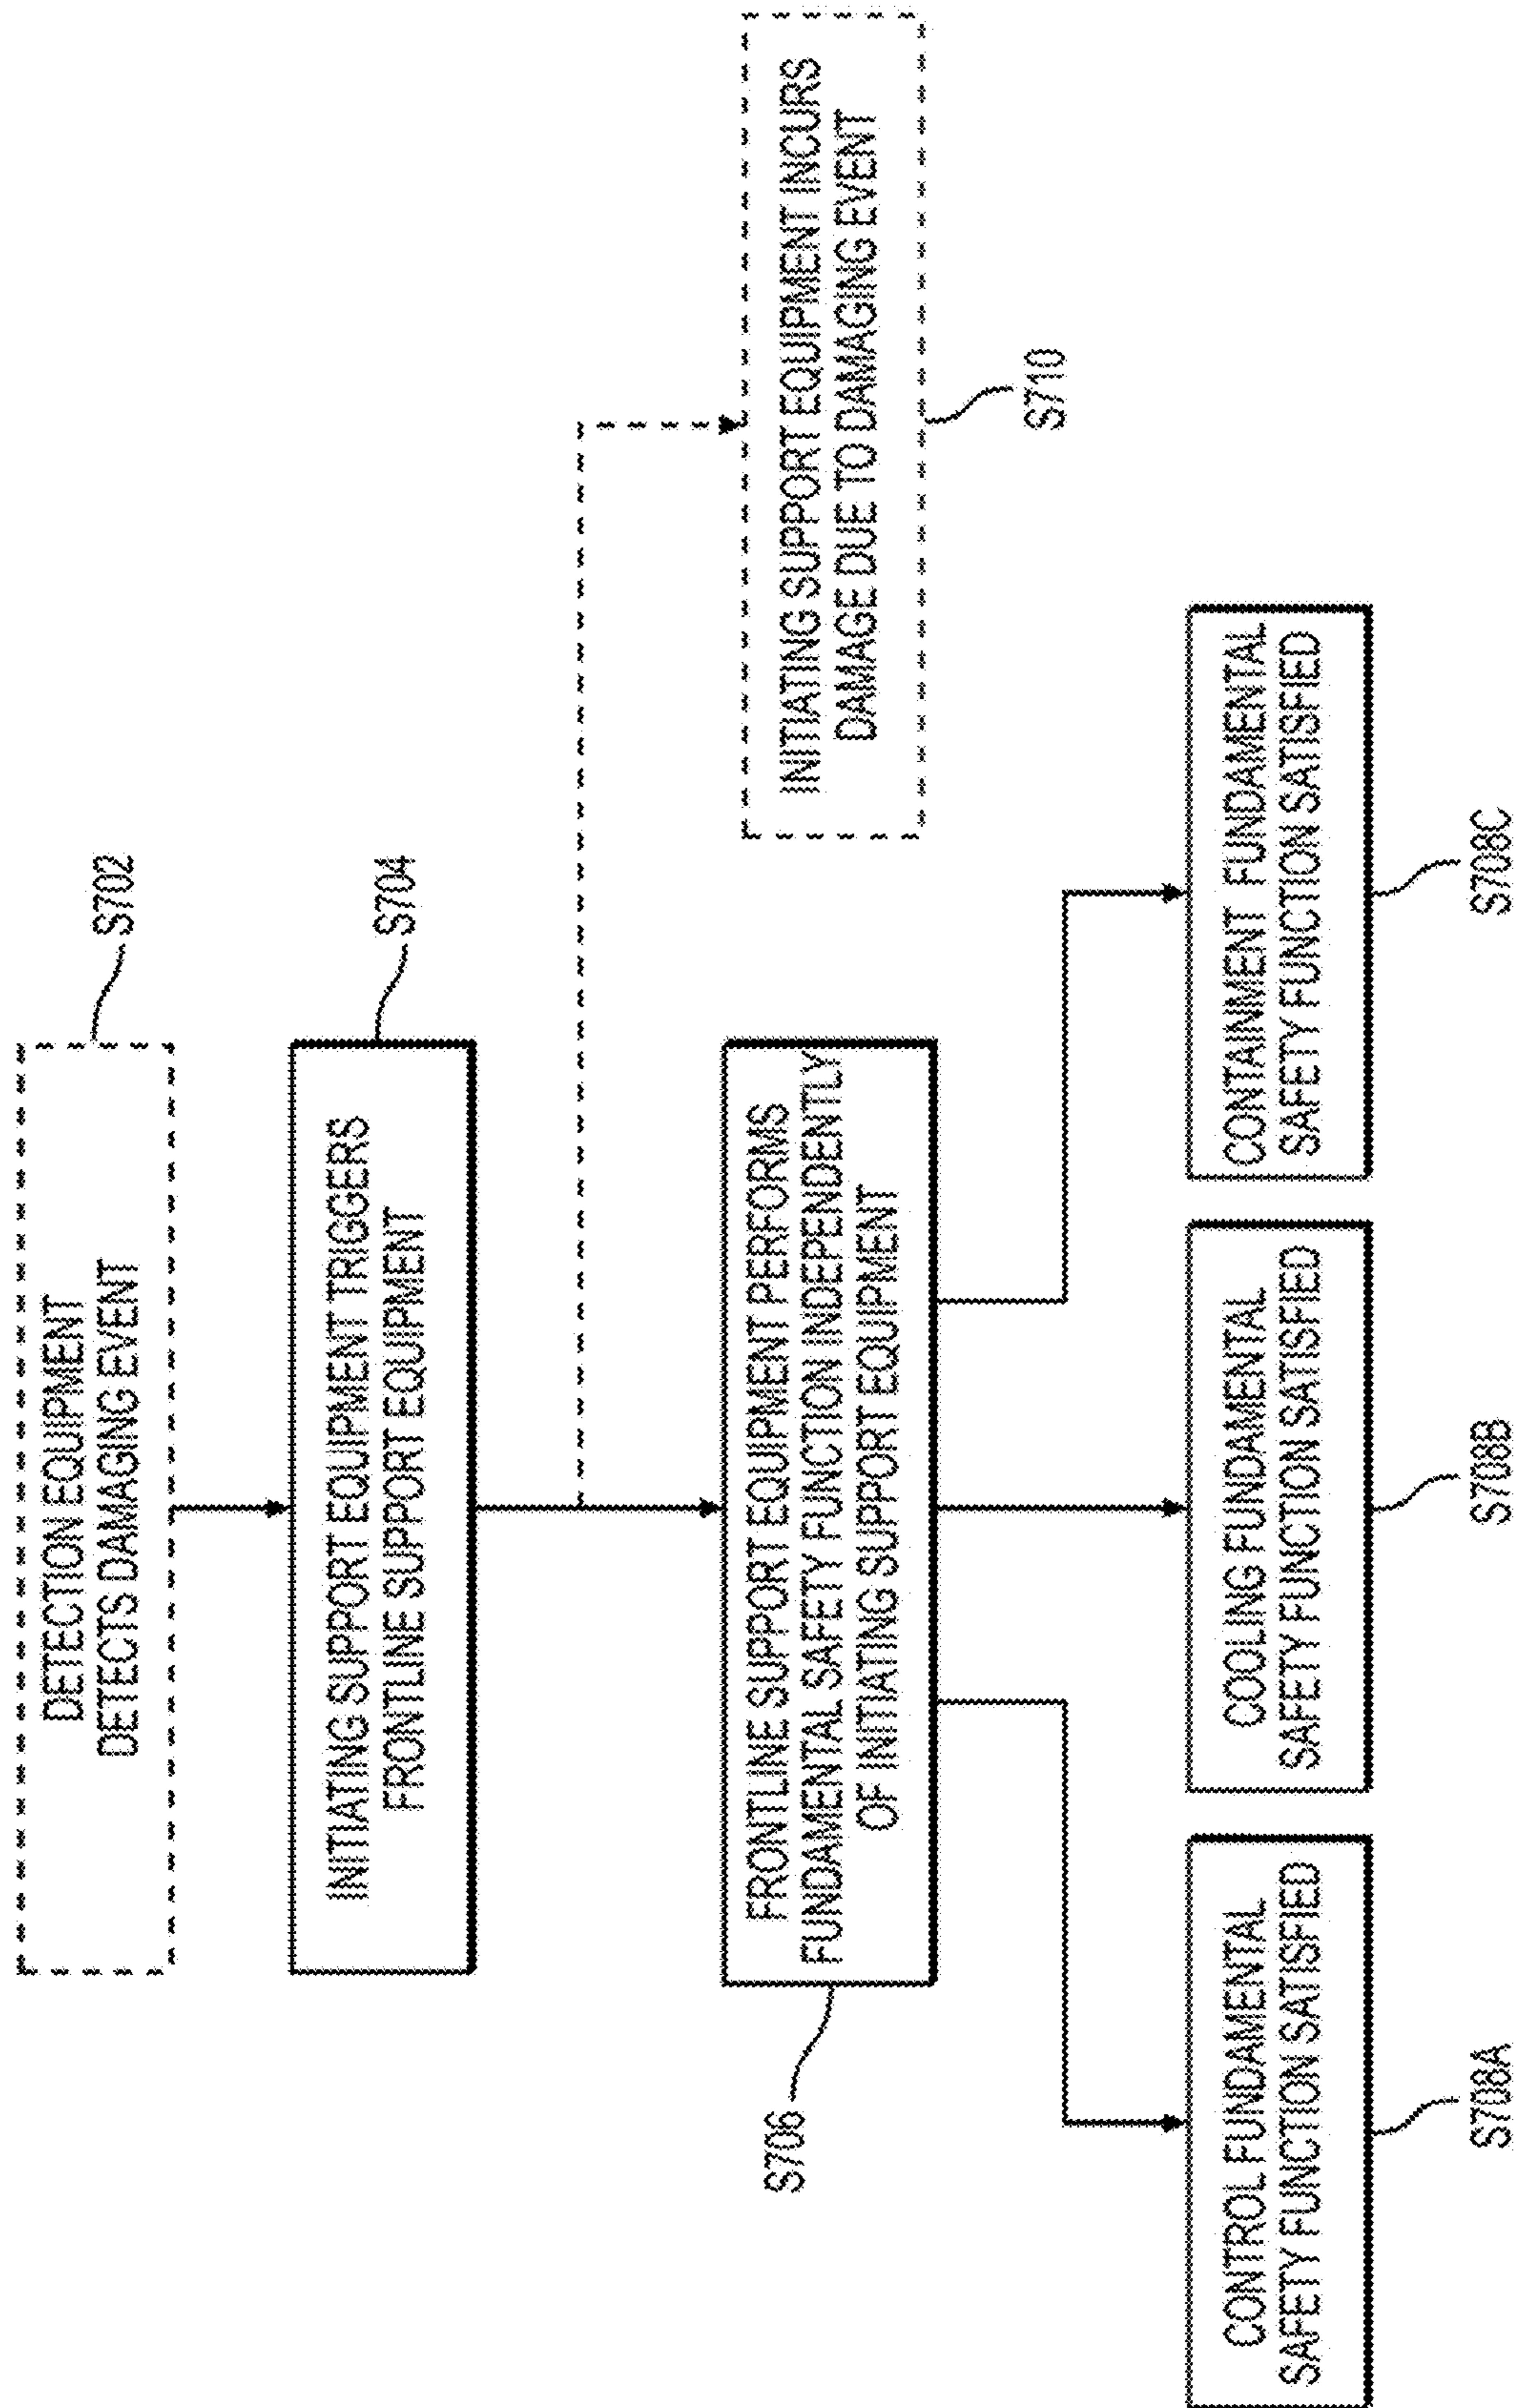 DETECTION EQUIPMENT
DETECTS DAMAGING EVENT
S702
INITIATING SUPPORT EQUIPMENT TRIGGERS
FRONTLINE SUPPORT EQUIPMENT
S704
FRONTLINE SUPPORT EQUIPMENT PERFORMS
FUNDAMENTAL SAFETY FUNCTION INDEPENDENTLY
OF INITIATING SUPPORT EQUIPMENT
S706
INITIATING SUPPORT EQUIPMENT INCURS
DAMAGE DUE TO DAMAGING EVENT
S710
CONTROL FUNDAMENTAL
SAFETY FUNCTION SATISFIED
S708A
COOLING FUNDAMENTAL
SAFETY FUNCTION SATISFIED
S708B
CONTAINMENT FUNDAMENTAL
SAFETY FUNCTION SATISFIED
S708C